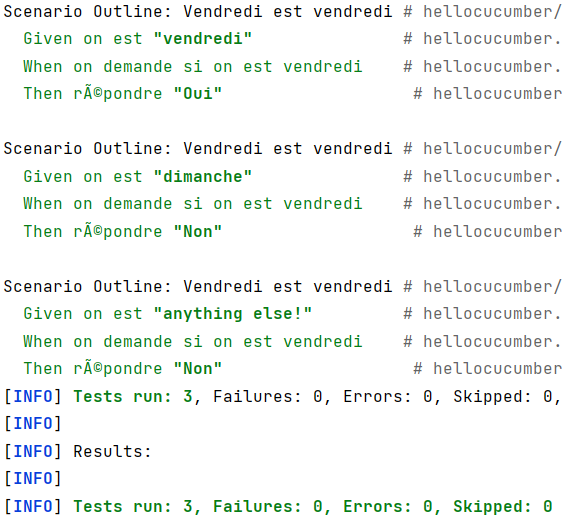 Scenario Outline: Vendredi est vendredi # hellocucumber/
Given on est "vendredi" # hellocucumber.
When on demande si on est vendredi # hellocucumber.
Then rÃ©pondre "Oui" # hellocucumber
Scenario Outline: Vendredi est vendredi # hellocucumber/
Given on est "dimanche" # hellocucumber.
When on demande si on est vendredi # hellocucumber.
Then rÃ©pondre "Non" # hellocucumber
Scenario Outline: Vendredi est vendredi # hellocucumber/
Given on est "anything else!" # hellocucumber.
When on demande si on est vendredi # hellocucumber.
Then rÃ©pondre "Non" # hellocucumber
[INFO] Tests run: 3, Failures: 0, Errors: 0, Skipped: 0,
[INFO]
[INFO] Results:
[INFO]
[INFO] Tests run: 3, Failures: 0, Errors: 0, Skipped: 0